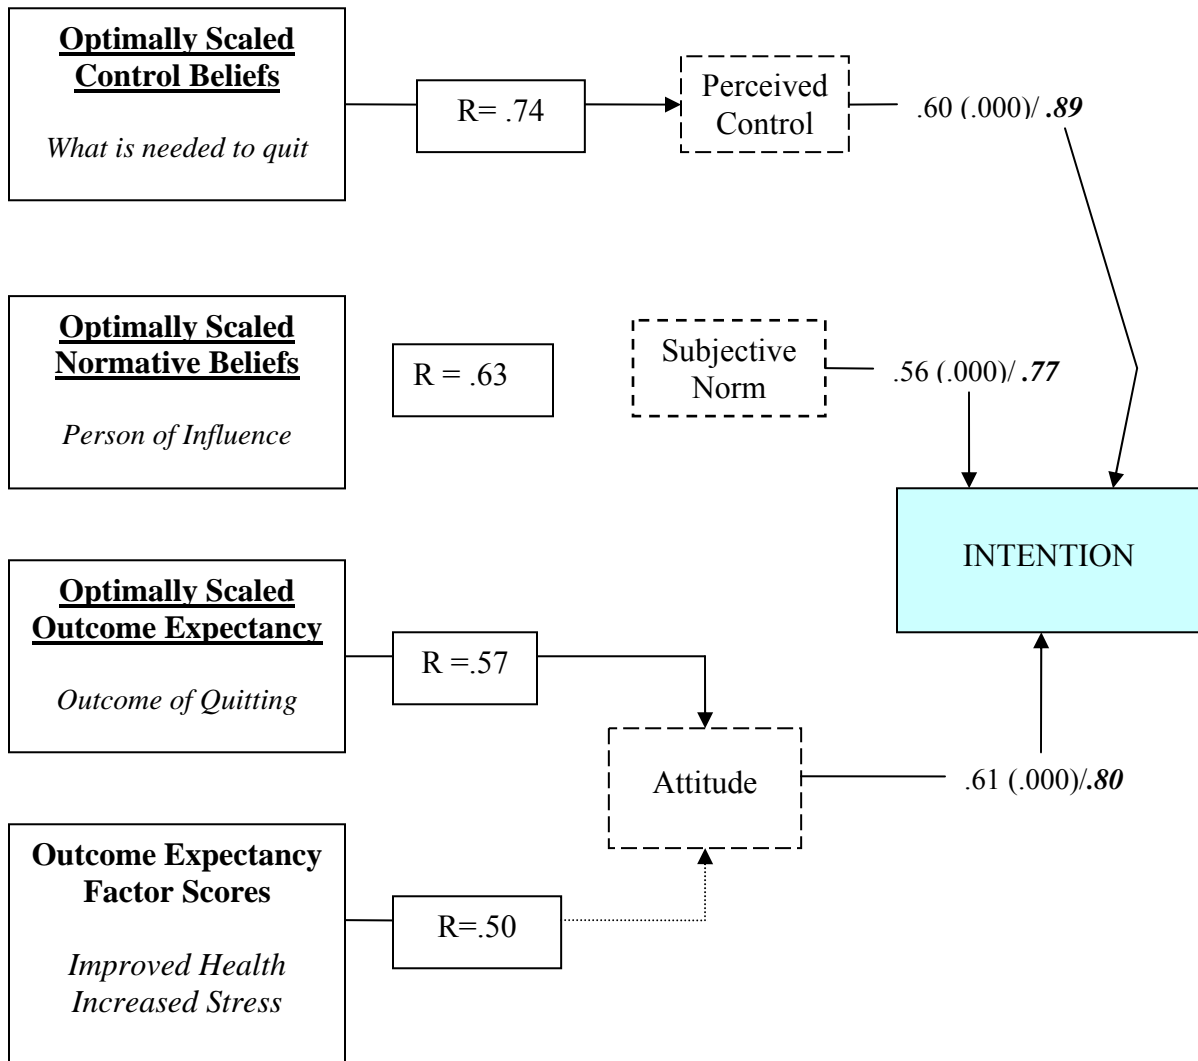 Optimally Scaled
Control Beliefs
What is needed to quit
R= .74
Perceived
Control
.60 (.000)/ .89
Optimally Scaled
Normative Beliefs
Person of Influence
R = .63
Subjective
Norm
.56 (.000)/ .77
INTENTION
Optimally Scaled
Outcome Expectancy
Outcome of Quitting
R =.57
Attitude
.61 (.000)/.80
Outcome Expectancy
Factor Scores
Improved Health
Increased Stress
R=.50